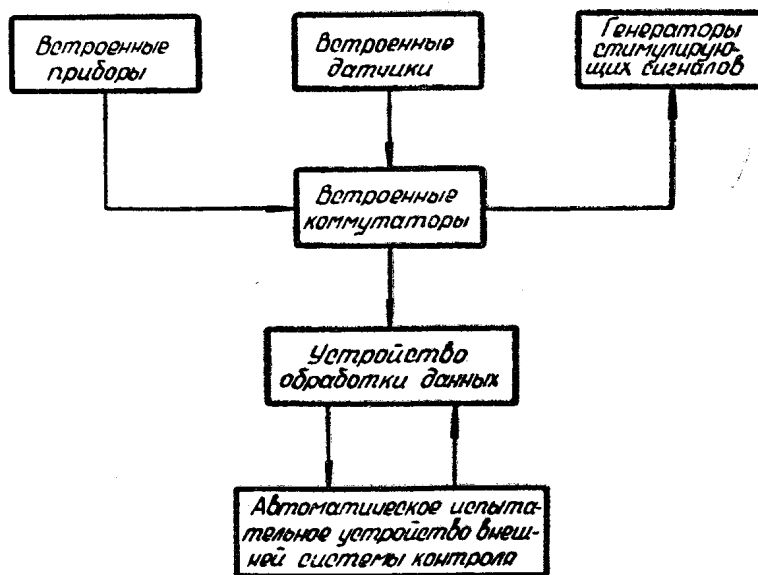 Встроенные
приборы
Встроенные
датчики
Генераторы
стимулирую-
щих сигналов
Встроенные
коммутаторы
Устройство
обработки данных
Автоматическое испыта-
тельное устройство внеш-
ней системы контроля